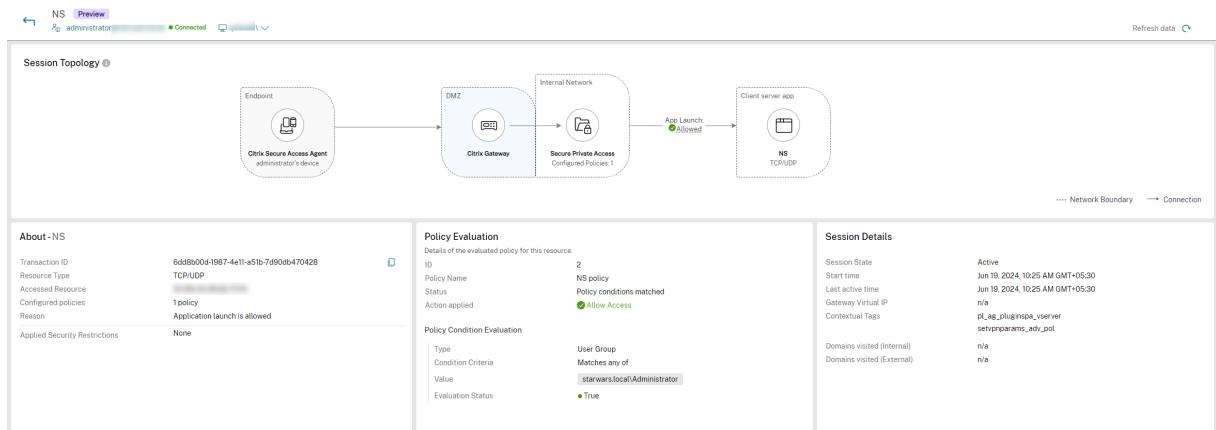 NS Preview
administrator Connected
Refresh data
Session Topology
Endpoint
DMZ
Internal Network
Client server app
App Launch:
Allowed
Citrix Secure Access Agent
administrator's device
Citrix Gateway
Secure Private Access
Configured Policies: 1
NS
TCP/UDP
Network Boundary Connection
About - NS
Transaction ID 6dd8b00d-1987-4e11-a51b-7d90db470428
Resource Type TCP/UDP
Accessed Resource
Configured policies 1 policy
Reason Application launch is allowed
Applied Security Restrictions None
Policy Evaluation
Details of the evaluated policy for this resource.
ID 2
Policy Name NS policy
Status Policy conditions matched
Action applied Allow Access
Policy Condition Evaluation
Type User Group
Condition Criteria Matches any of
Value starwars.local\Administrator
Evaluation Status True
Session Details
Session State Active
Start time Jun 19, 2024, 10:25 AM GMT+05:30
Last active time Jun 19, 2024, 10:25 AM GMT+05:30
Gateway Virtual IP n/a
Contextual Tags pl_ag_pluginspa_vserver
setvpnparams_adv_pol
Domains visited (Internal) n/a
Domains visited (External) n/a